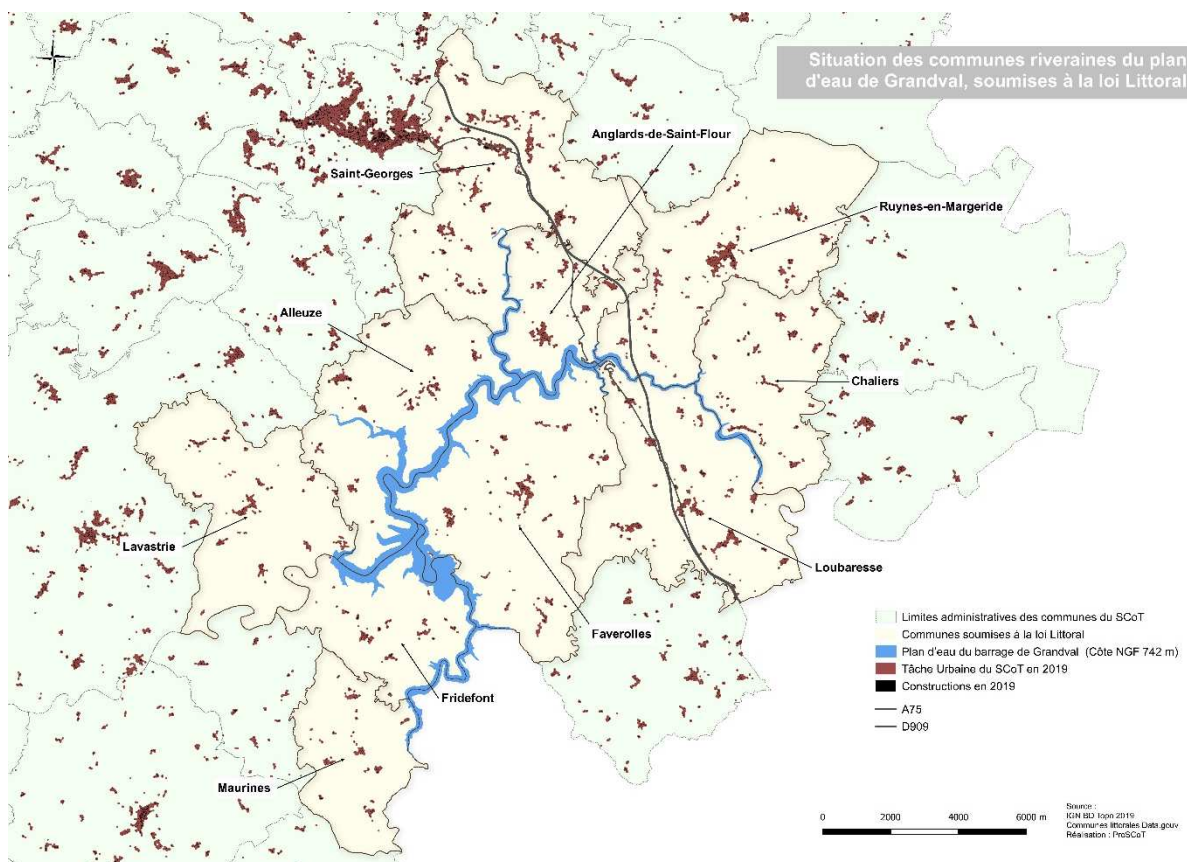 Situation des communes riveraines du plan
d'eau de Grandval, soumises à la loi Littoral
Anglards-de-Saint-Flour
Saint-Georges
Ruynes-en-Margeride
Alleuze
Chaliers
Lavastrie
Loubaresse
Faverolles
Fridefont
Maurines
Limites administratives des communes du SCoT
Communes soumises à la loi Littoral
Plan d'eau du barrage de Grandval (Côte NGF 742 m)
Tâche Urbaine du SCoT en 2019
Constructions en 2019
A75
D909
0 2000 4000 6000 m
Source :
IGN BD Topo 2019
Communes littorales Data.gouv
Réalisation : ProSCoT